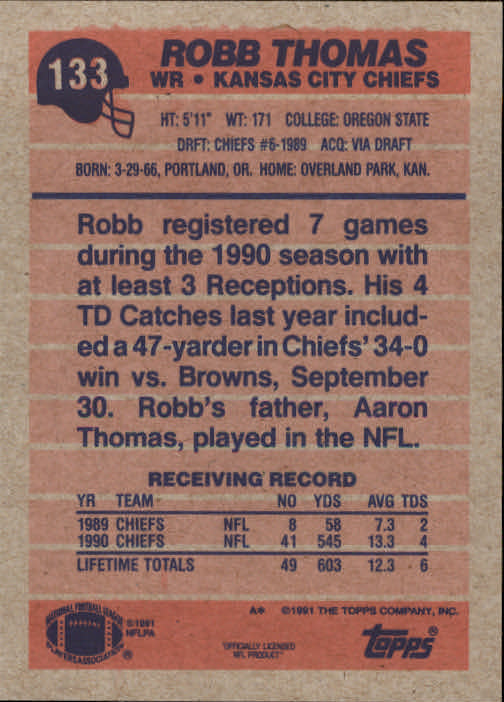 133
ROBB THOMAS
WR • KANSAS CITY CHIEFS
HT: 5'11" WT: 171 COLLEGE: OREGON STATE
DRFT: CHIEFS #6-1989 ACQ: VIA DRAFT
BORN: 3-29-66, PORTLAND, OR. HOME: OVERLAND PARK, KAN.
Robb registered 7 games
during the 1990 season with
at least 3 Receptions. His 4
TD Catches last year includ-
ed a 47-yarder in Chiefs' 34-0
win vs. Browns, September
30. Robb's father, Aaron
Thomas, played in the NFL.
RECEIVING RECORD
YR TEAM NO YDS AVG TDS
1989 CHIEFS NFL 8 58 7.3 2
1990 CHIEFS NFL 41 545 13.3 4
LIFETIME TOTALS 49 603 12.3 6
A* ©1991 THE TOPPS COMPANY, INC.
NATIONAL FOOTBALL LEAGUE
PLAYERS ASSOCIATION
©1991
NFLPA
®
"OFFICIALLY LICENSED
NFL PRODUCT"
topps®